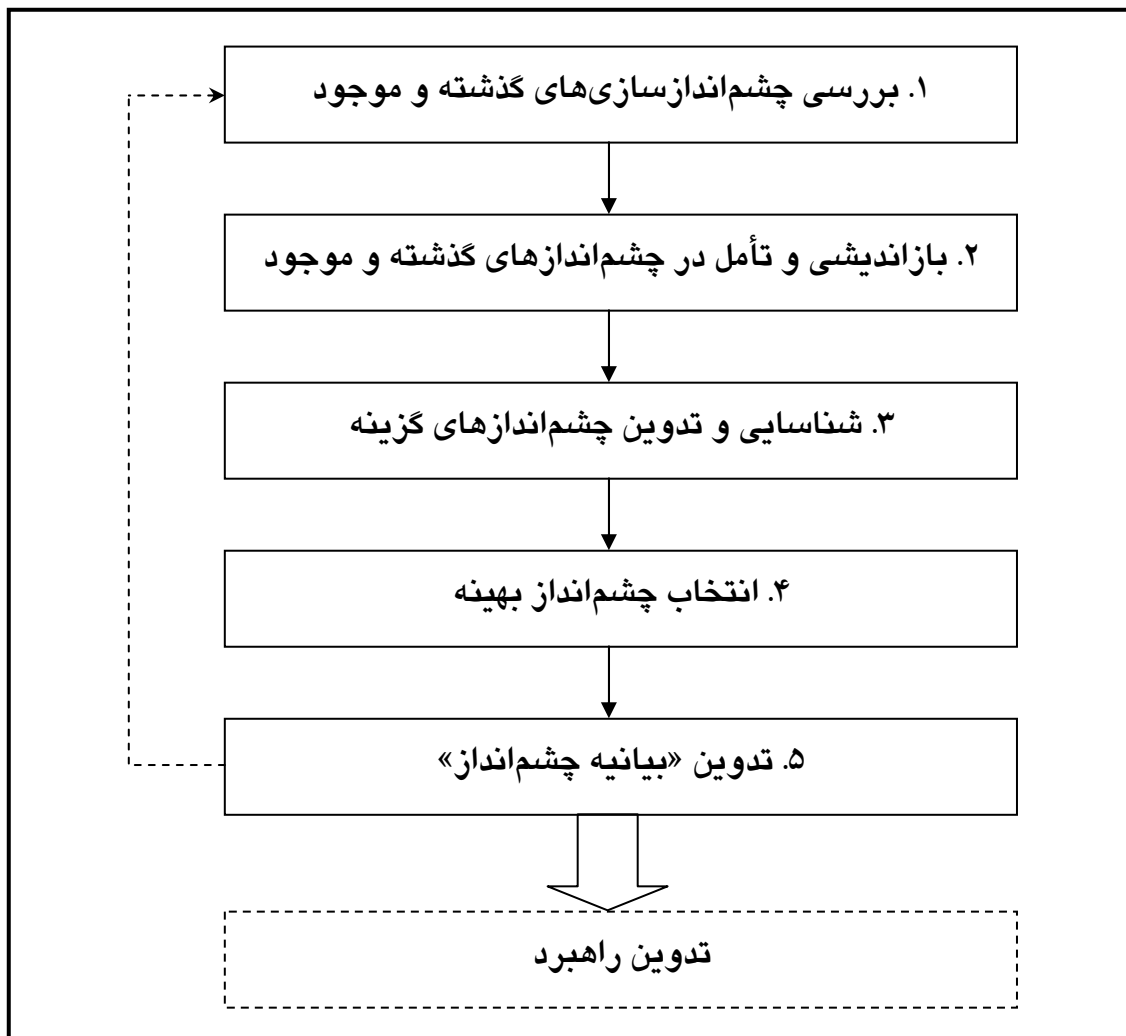 ۱. بررسی چشم‌اندازسازی‌های گذشته و موجود
۲. بازاندیشی و تأمل در چشم‌اندازهای گذشته و موجود
۳. شناسایی و تدوین چشم‌اندازهای گزینه
۴. انتخاب چشم‌انداز بهینه
۵. تدوین «بیانیه چشم‌انداز»
تدوین راهبرد